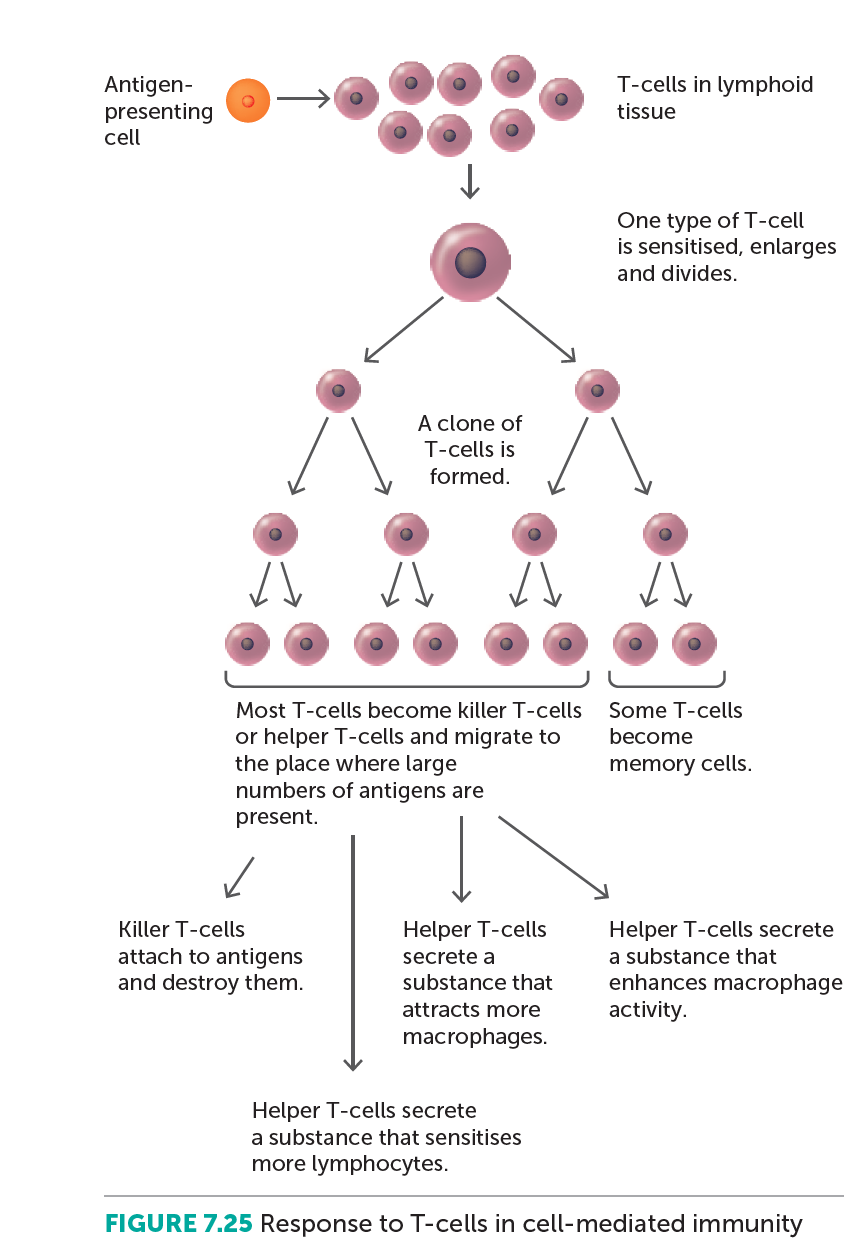 Antigen-
presenting
cell
T-cells in lymphoid
tissue
One type of T-cell
is sensitised, enlarges
and divides.
A clone of
T-cells is
formed.
Most T-cells become killer T-cells
or helper T-cells and migrate to
the place where large
numbers of antigens are
present.
Some T-cells
become
memory cells.
Killer T-cells
attach to antigens
and destroy them.
Helper T-cells
secrete a
substance that
attracts more
macrophages.
Helper T-cells secrete
a substance that
enhances macrophage
activity.
Helper T-cells secrete
a substance that sensitises
more lymphocytes.
FIGURE 7.25 Response to T-cells in cell-mediated immunity